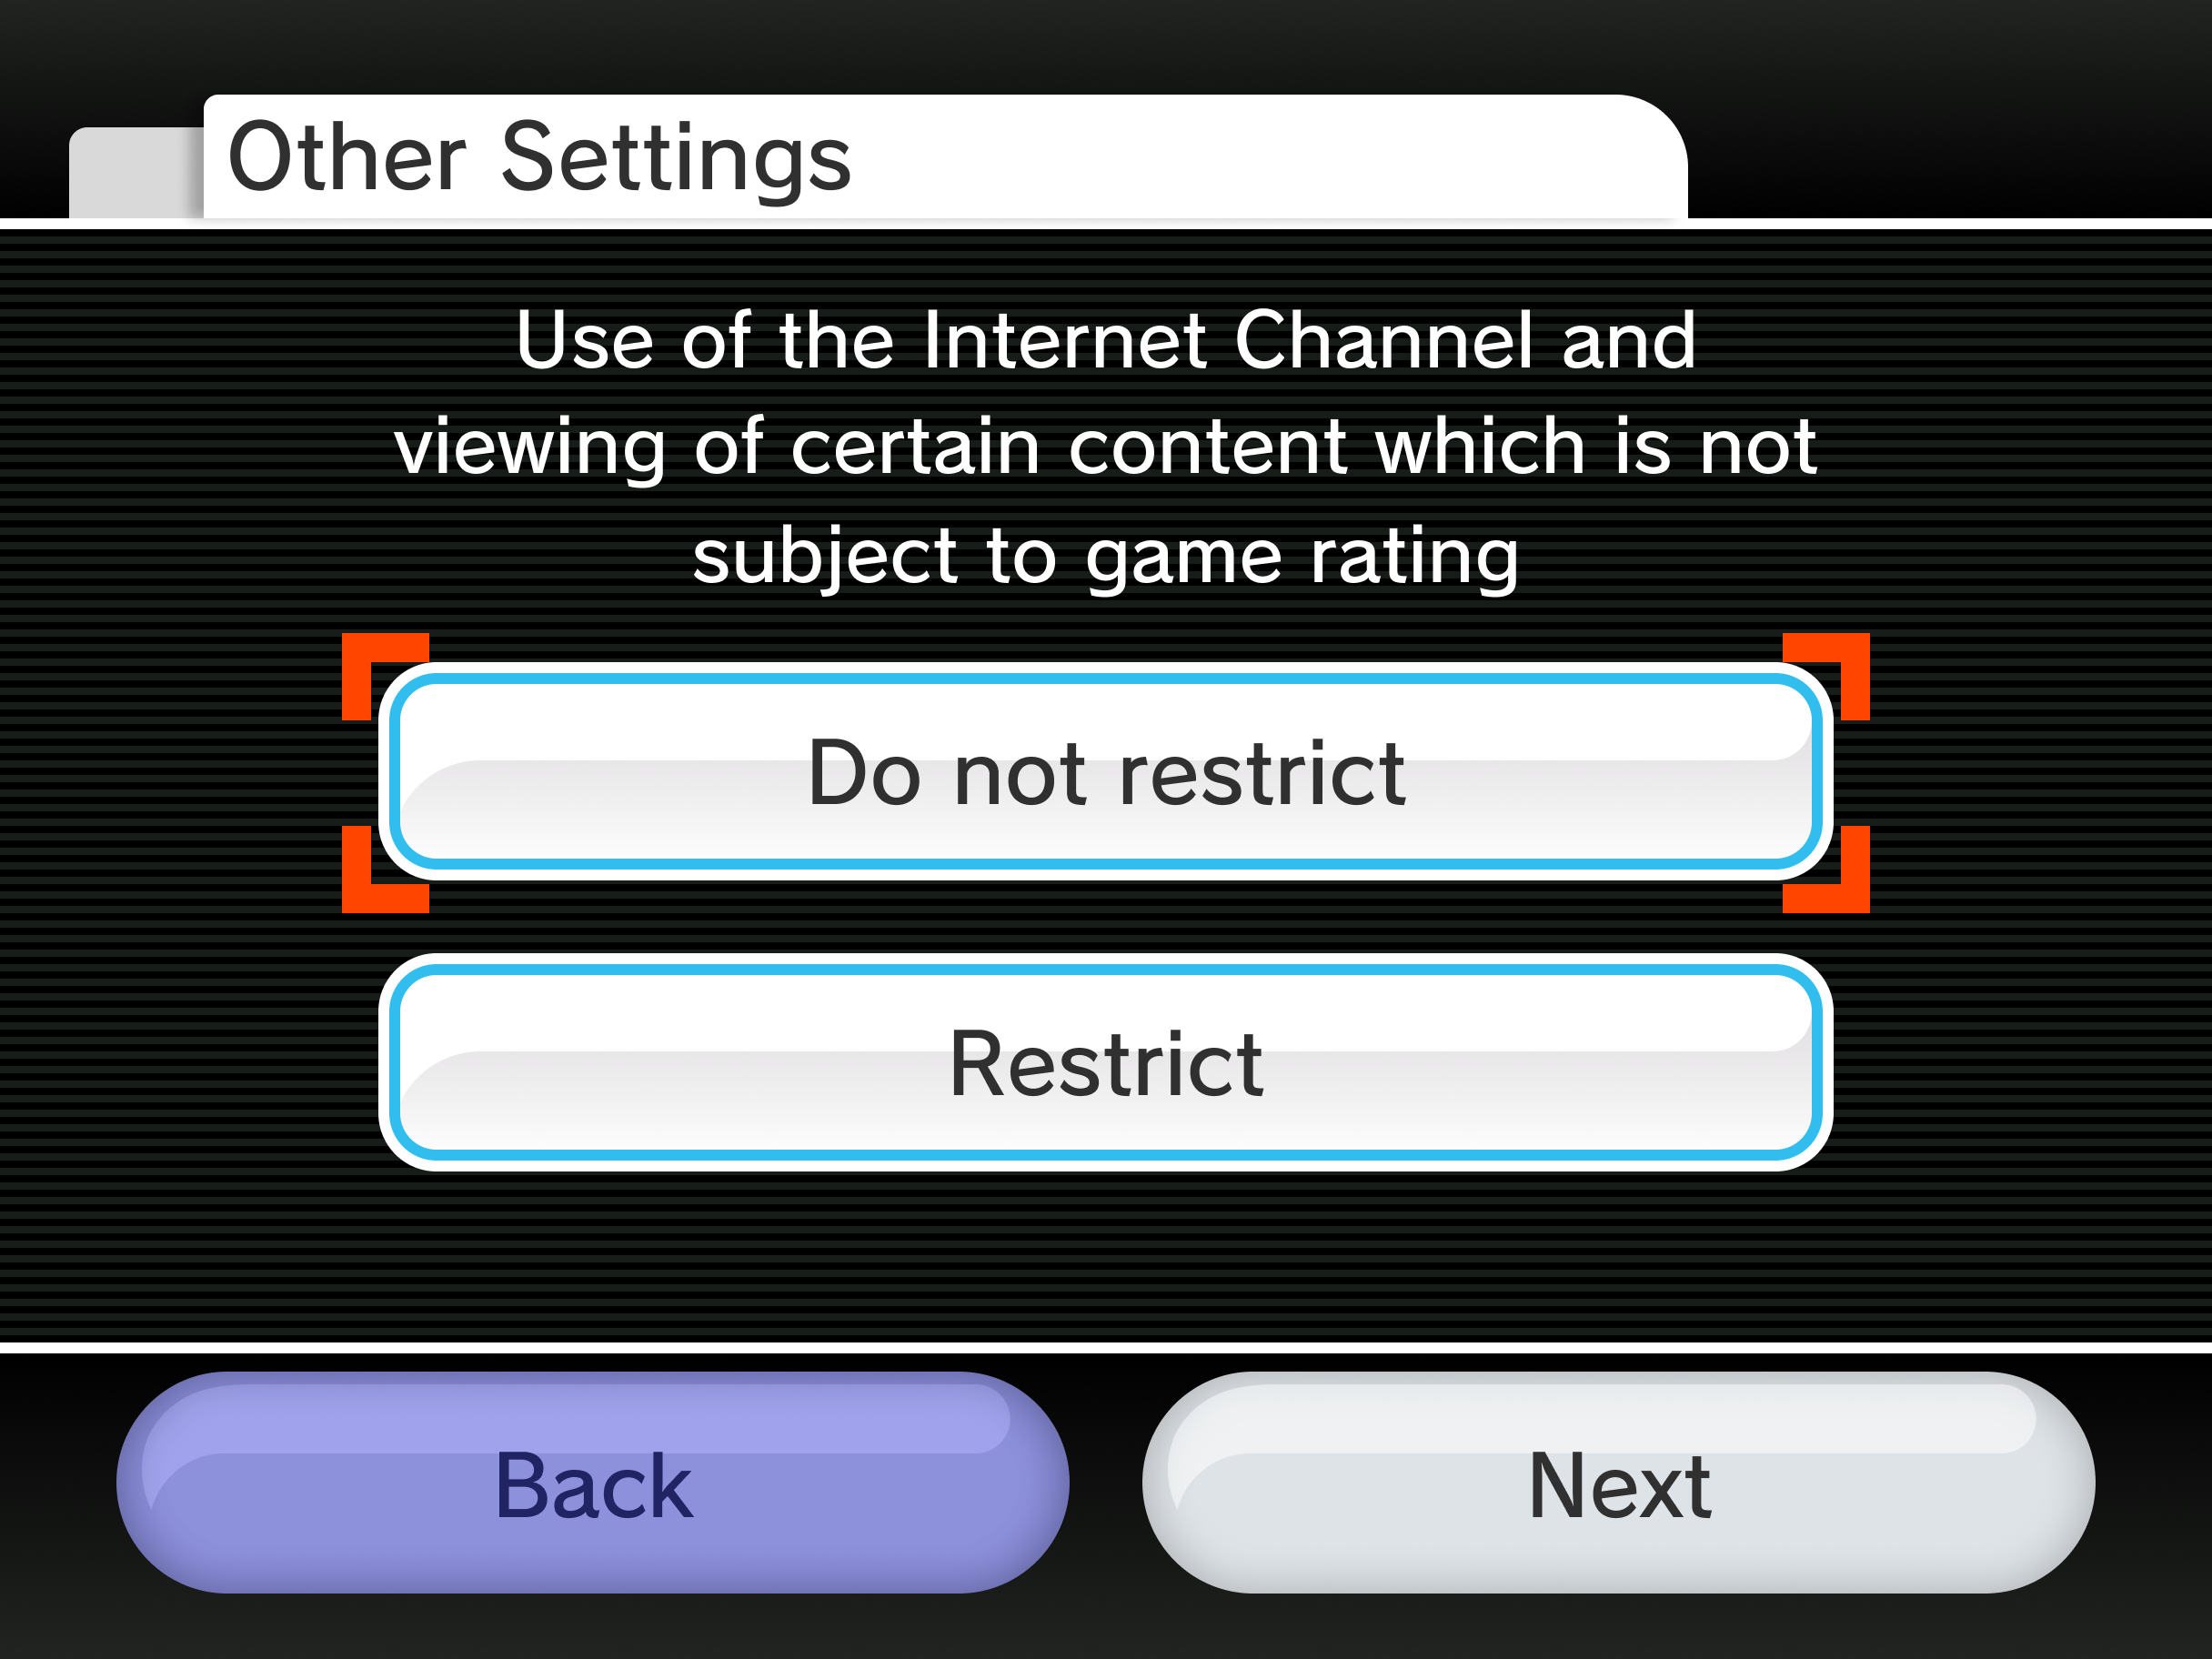 Other Settings
Use of the Internet Channel and
viewing of certain content which is not
subject to game rating
Do not restrict
Restrict
Back
Next